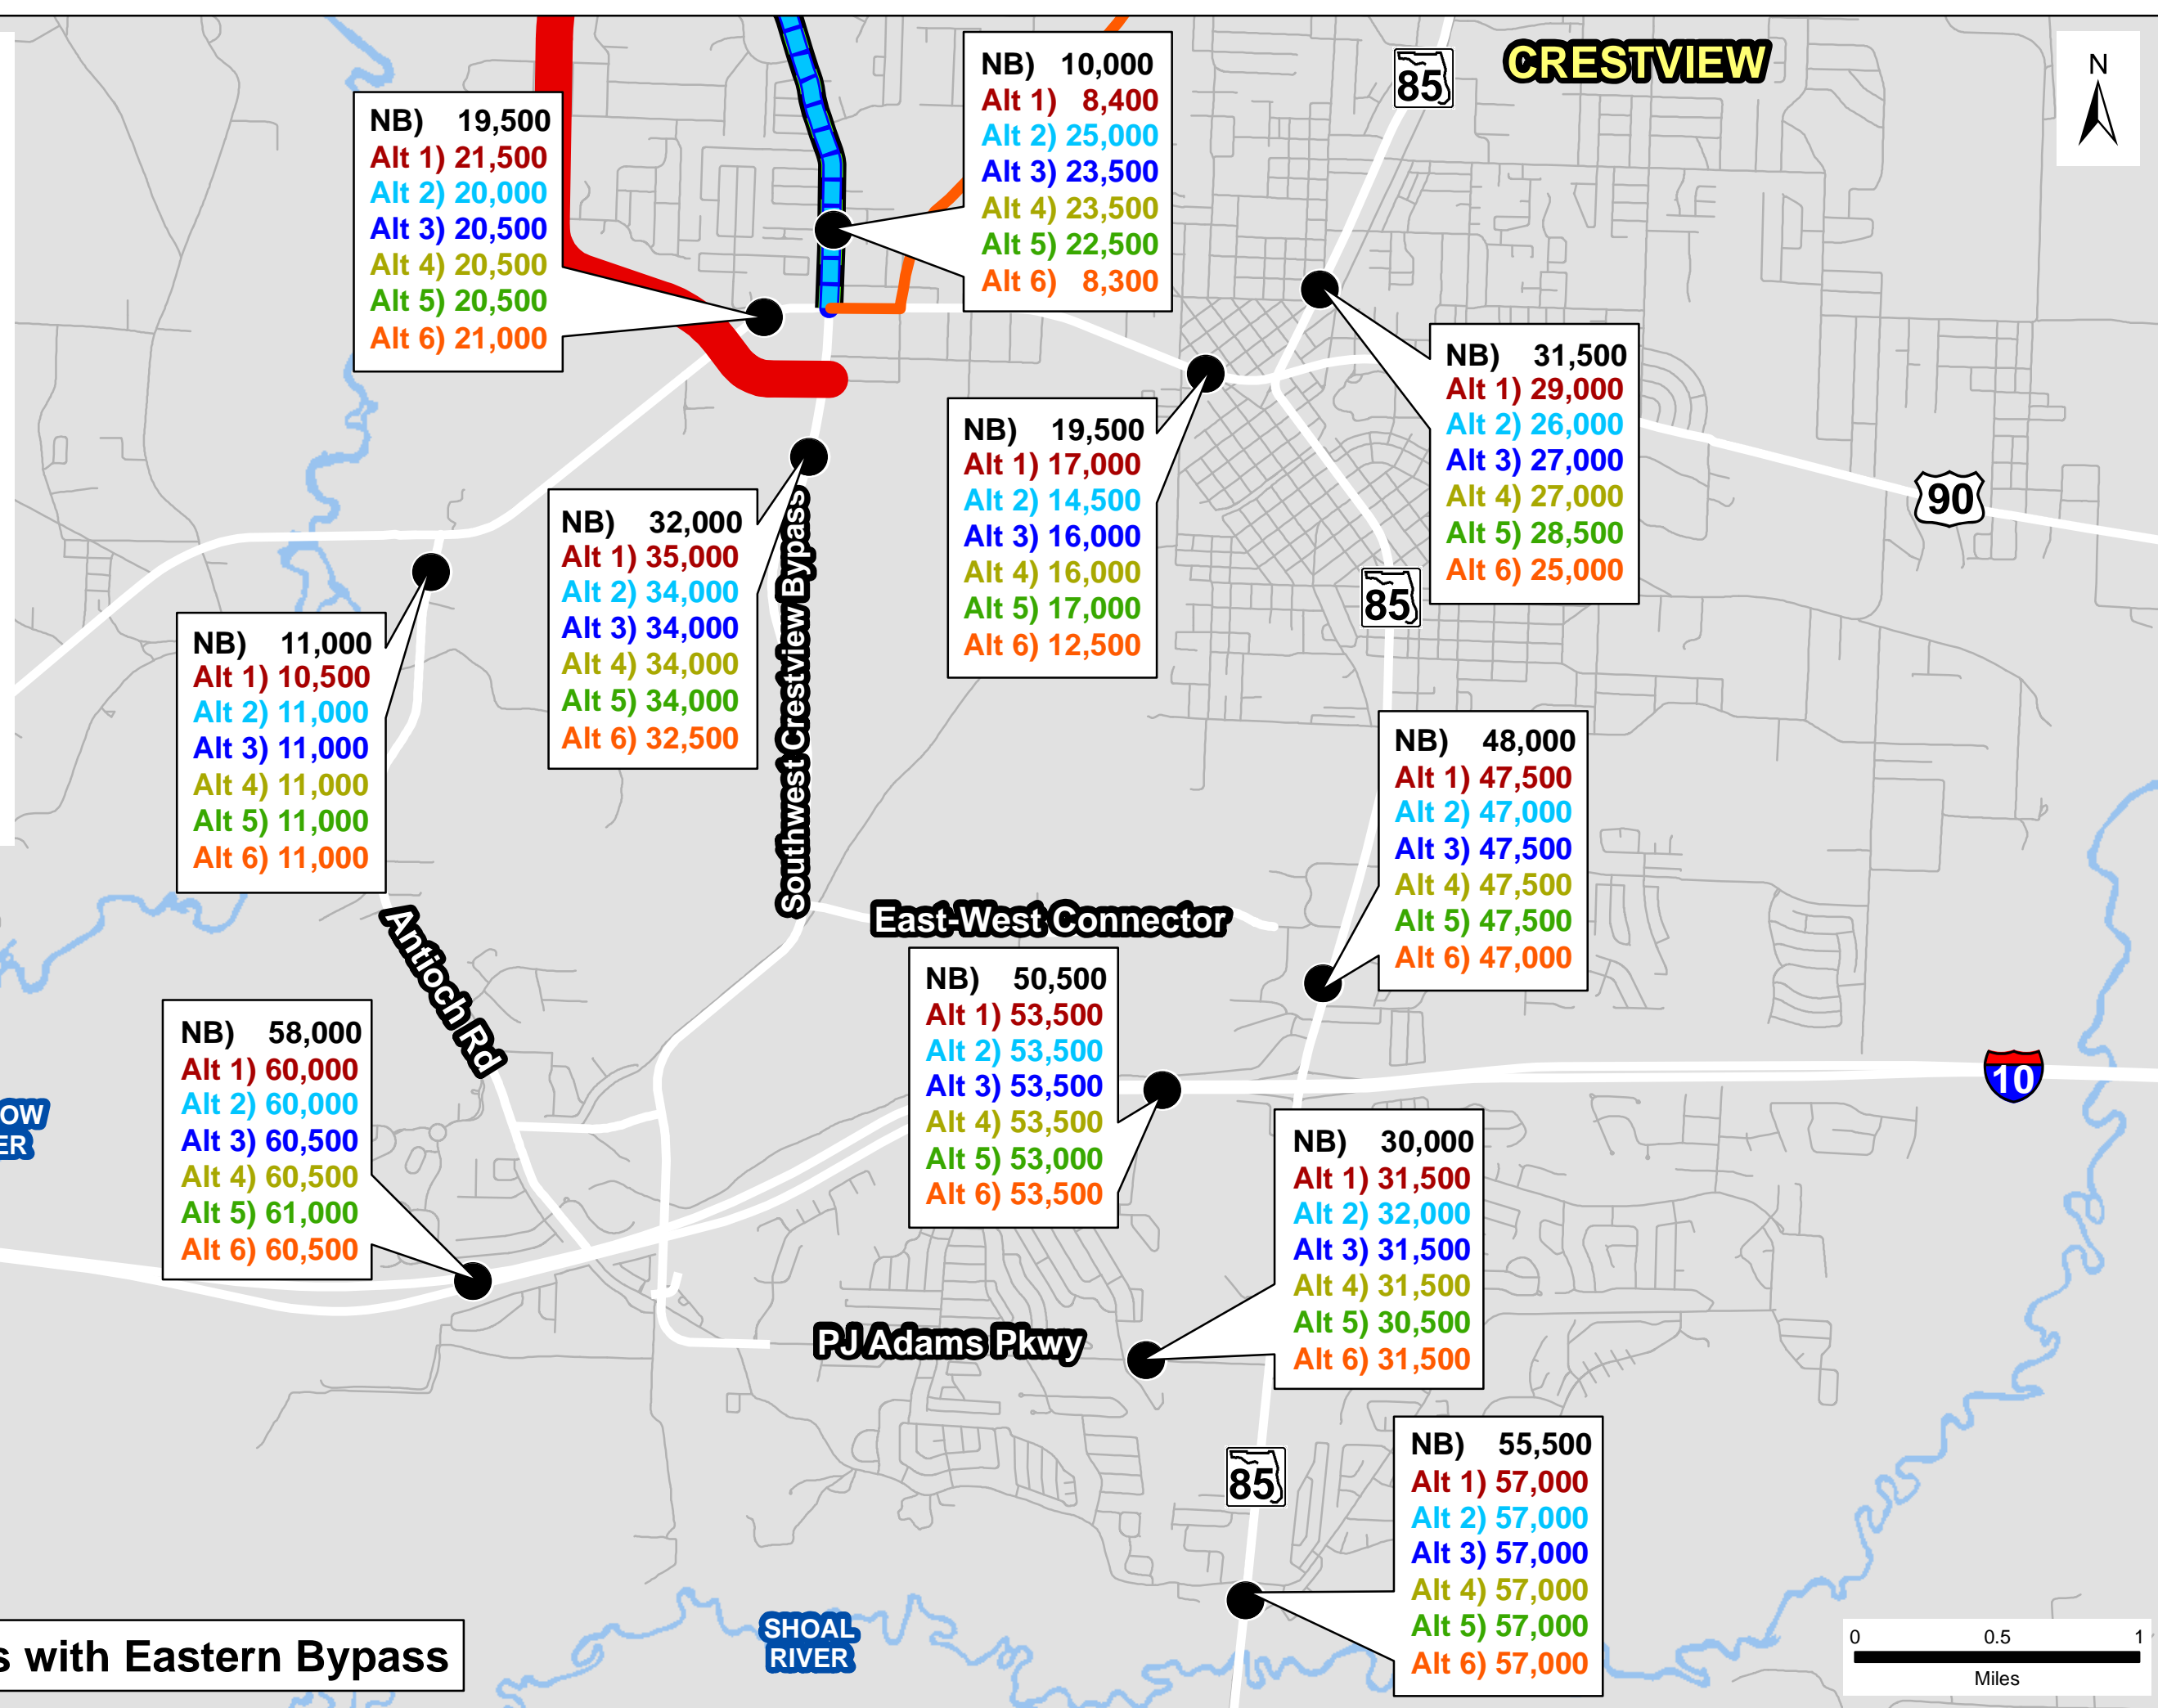 CRESTVIEW
N
85
NB) 10,000
Alt 1) 8,400
Alt 2) 25,000
Alt 3) 23,500
Alt 4) 23,500
Alt 5) 22,500
Alt 6) 8,300
NB) 19,500
Alt 1) 21,500
Alt 2) 20,000
Alt 3) 20,500
Alt 4) 20,500
Alt 5) 20,500
Alt 6) 21,000
NB) 31,500
Alt 1) 29,000
Alt 2) 26,000
Alt 3) 27,000
Alt 4) 27,000
Alt 5) 28,500
Alt 6) 25,000
NB) 19,500
Alt 1) 17,000
Alt 2) 14,500
Alt 3) 16,000
Alt 4) 16,000
Alt 5) 17,000
Alt 6) 12,500
90
NB) 32,000
Alt 1) 35,000
Alt 2) 34,000
Alt 3) 34,000
Alt 4) 34,000
Alt 5) 34,000
Alt 6) 32,500
Southwest Crestview Bypass
85
NB) 11,000
Alt 1) 10,500
Alt 2) 11,000
Alt 3) 11,000
Alt 4) 11,000
Alt 5) 11,000
Alt 6) 11,000
NB) 48,000
Alt 1) 47,500
Alt 2) 47,000
Alt 3) 47,500
Alt 4) 47,500
Alt 5) 47,500
Alt 6) 47,000
East-West Connector
Antioch Rd
NB) 50,500
Alt 1) 53,500
Alt 2) 53,500
Alt 3) 53,500
Alt 4) 53,500
Alt 5) 53,000
Alt 6) 53,500
NB) 58,000
Alt 1) 60,000
Alt 2) 60,000
Alt 3) 60,500
Alt 4) 60,500
Alt 5) 61,000
Alt 6) 60,500
10
OW
ER
NB) 30,000
Alt 1) 31,500
Alt 2) 32,000
Alt 3) 31,500
Alt 4) 31,500
Alt 5) 30,500
Alt 6) 31,500
PJ Adams Pkwy
85
NB) 55,500
Alt 1) 57,000
Alt 2) 57,000
Alt 3) 57,000
Alt 4) 57,000
Alt 5) 57,000
Alt 6) 57,000
SHOAL
RIVER
s with Eastern Bypass
0 0.5 1
Miles